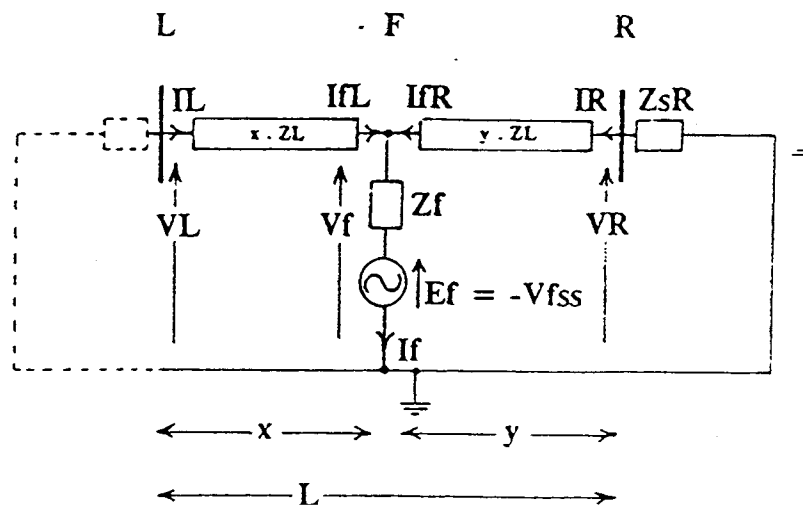 L F R
IL IfL IfR IR ZsR
x . ZL y . ZL
VL Vf Zf VR
Ef = -Vfss
If
x y
L